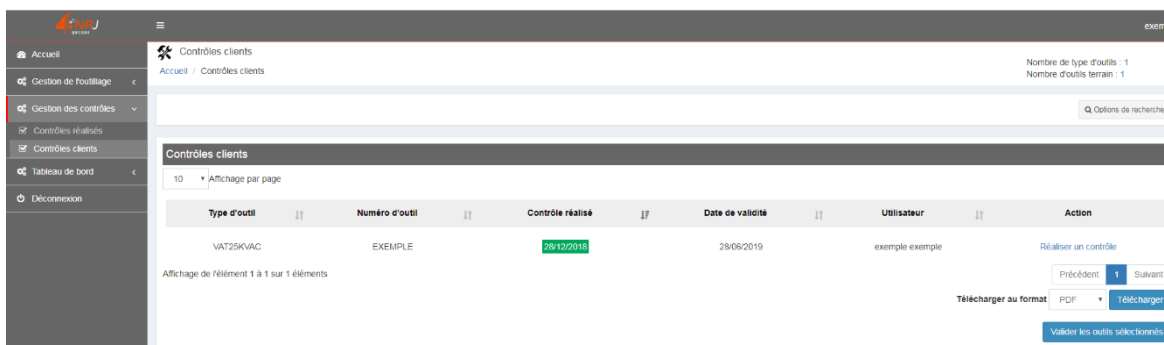 exem
Accueil
Gestion de l'outillage
Gestion des contrôles
Contrôles réalisés
Contrôles clients
Tableau de bord
Déconnexion
Contrôles clients
Accueil / Contrôles clients
Nombre de type d'outils : 1
Nombre d'outils terrain : 1
Options de recherche
Contrôles clients
10 Affichage par page
Type d'outil Numéro d'outil Contrôle réalisé Date de validité Utilisateur Action
VAT25KVAC EXEMPLE 28/12/2018 28/06/2019 exemple exemple Réaliser un contrôle
Affichage de l'élément 1 à 1 sur 1 éléments
Précédent 1 Suivant
Télécharger au format PDF Télécharger
Valider les outils sélectionnés